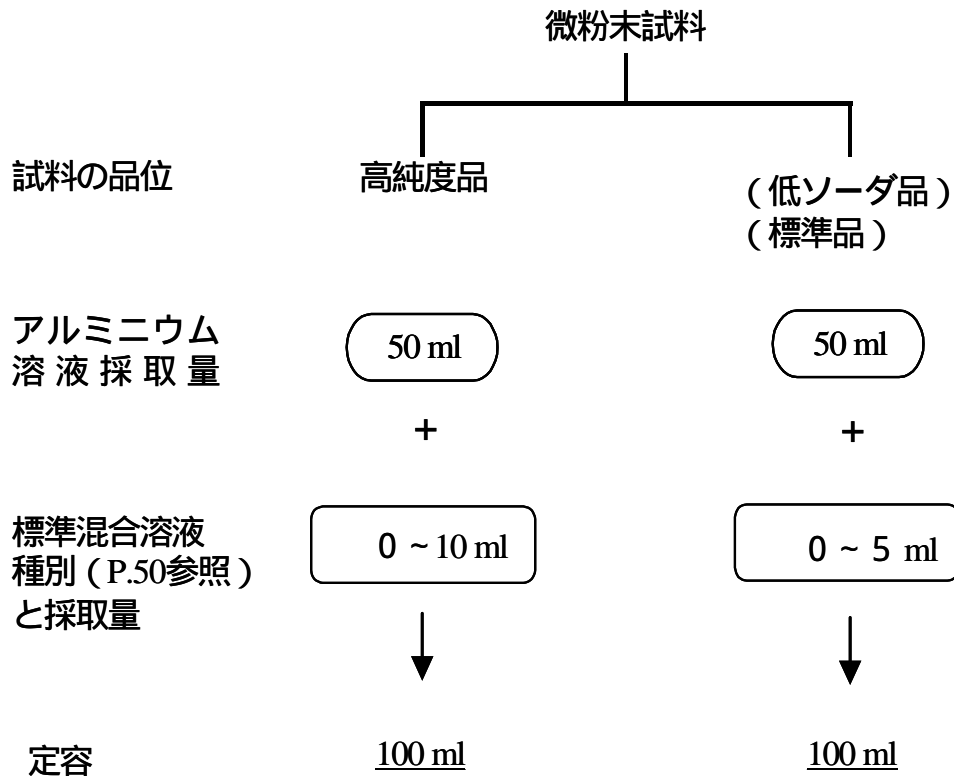 微粉末試料
試料の品位 高純度品 (低ソーダ品)
(標準品)
アルミニウム
溶液採取量 50 ml 50 ml
+ +
標準混合溶液
種別(P.50参照)
と採取量 0 ~ 10 ml 0 ~ 5 ml
定容 100 ml 100 ml